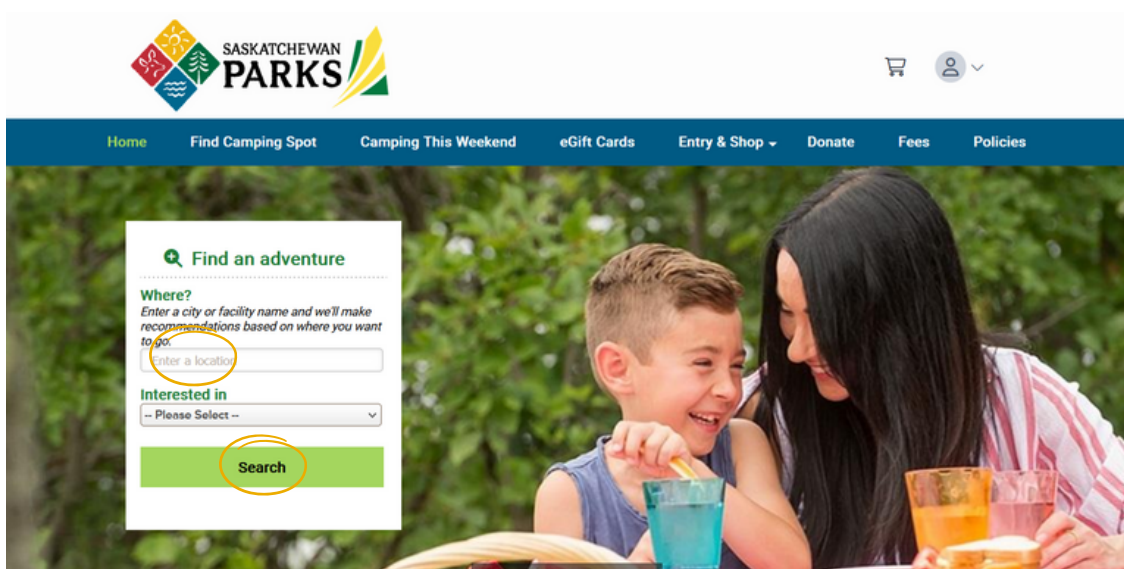 SASKATCHEWAN
PARKS
Home Find Camping Spot Camping This Weekend eGift Cards Entry & Shop Donate Fees Policies
Find an adventure
Where?
Enter a city or facility name and we'll make
recommendations based on where you want
to go.
Enter a location
Interested in
-- Please Select --
Search